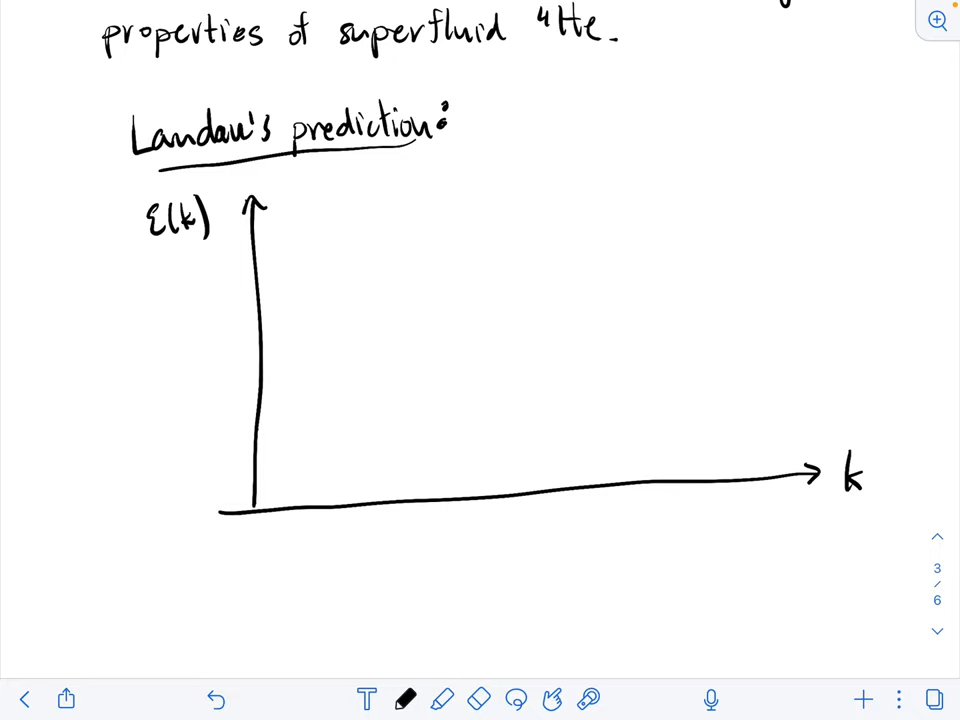 properties of superfluid ⁴He.
Landau's prediction:
ε(k)
k
3
/
6
T